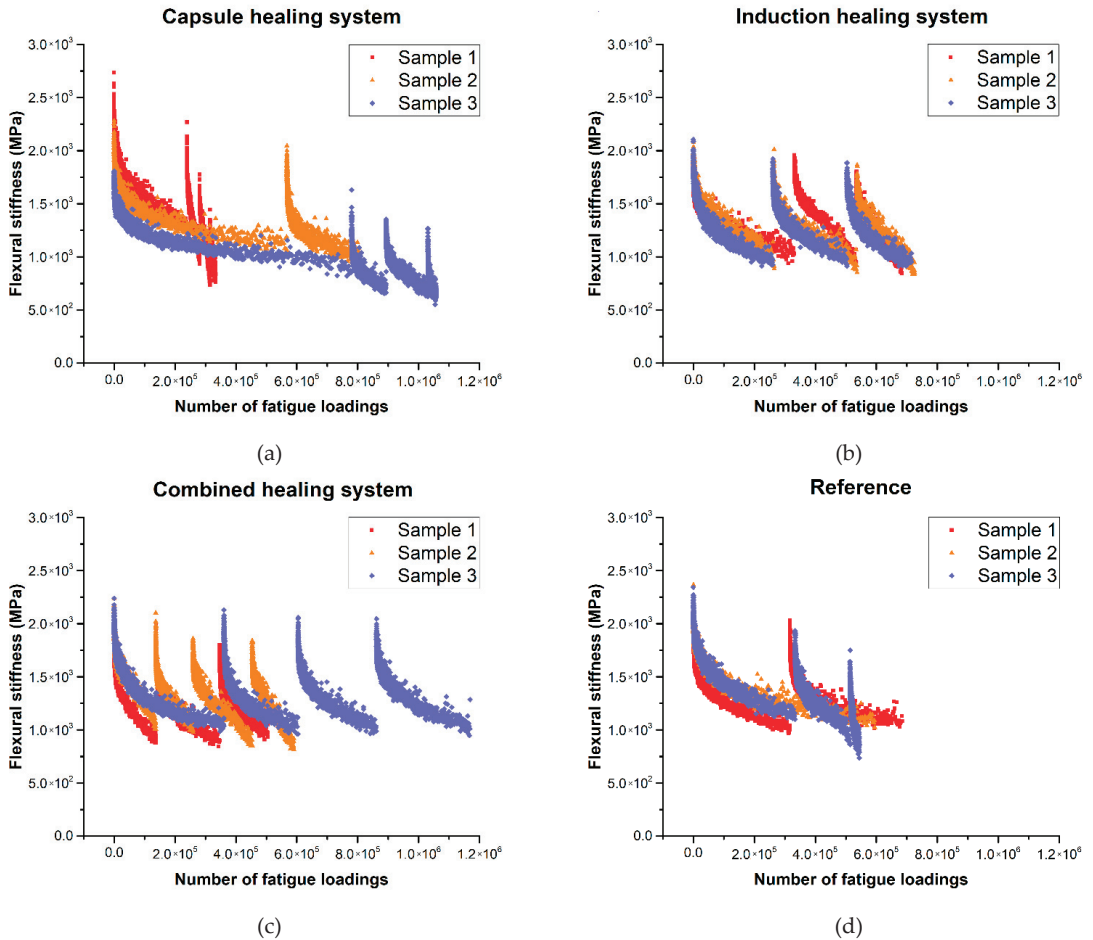 Capsule healing system
3.0×10³
2.5×10³
2.0×10³
1.5×10³
1.0×10³
5.0×10²
0.0
Flexural stiffness (MPa)
Sample 1
Sample 2
Sample 3
0.0 2.0×10⁵ 4.0×10⁵ 6.0×10⁵ 8.0×10⁵ 1.0×10⁶ 1.2×10⁶
Number of fatigue loadings
(a)
Induction healing system
3.0×10³
2.5×10³
2.0×10³
1.5×10³
1.0×10³
5.0×10²
0.0
Flexural stiffness (MPa)
Sample 1
Sample 2
Sample 3
0.0 2.0×10⁵ 4.0×10⁵ 6.0×10⁵ 8.0×10⁵ 1.0×10⁶ 1.2×10⁶
Number of fatigue loadings
(b)
Combined healing system
3.0×10³
2.5×10³
2.0×10³
1.5×10³
1.0×10³
5.0×10²
0.0
Flexural stiffness (MPa)
Sample 1
Sample 2
Sample 3
0.0 2.0×10⁵ 4.0×10⁵ 6.0×10⁵ 8.0×10⁵ 1.0×10⁶ 1.2×10⁶
Number of fatigue loadings
(c)
Reference
3.0×10³
2.5×10³
2.0×10³
1.5×10³
1.0×10³
5.0×10²
0.0
Flexural stiffness (MPa)
Sample 1
Sample 2
Sample 3
0.0 2.0×10⁵ 4.0×10⁵ 6.0×10⁵ 8.0×10⁵ 1.0×10⁶ 1.2×10⁶
Number of fatigue loadings
(d)